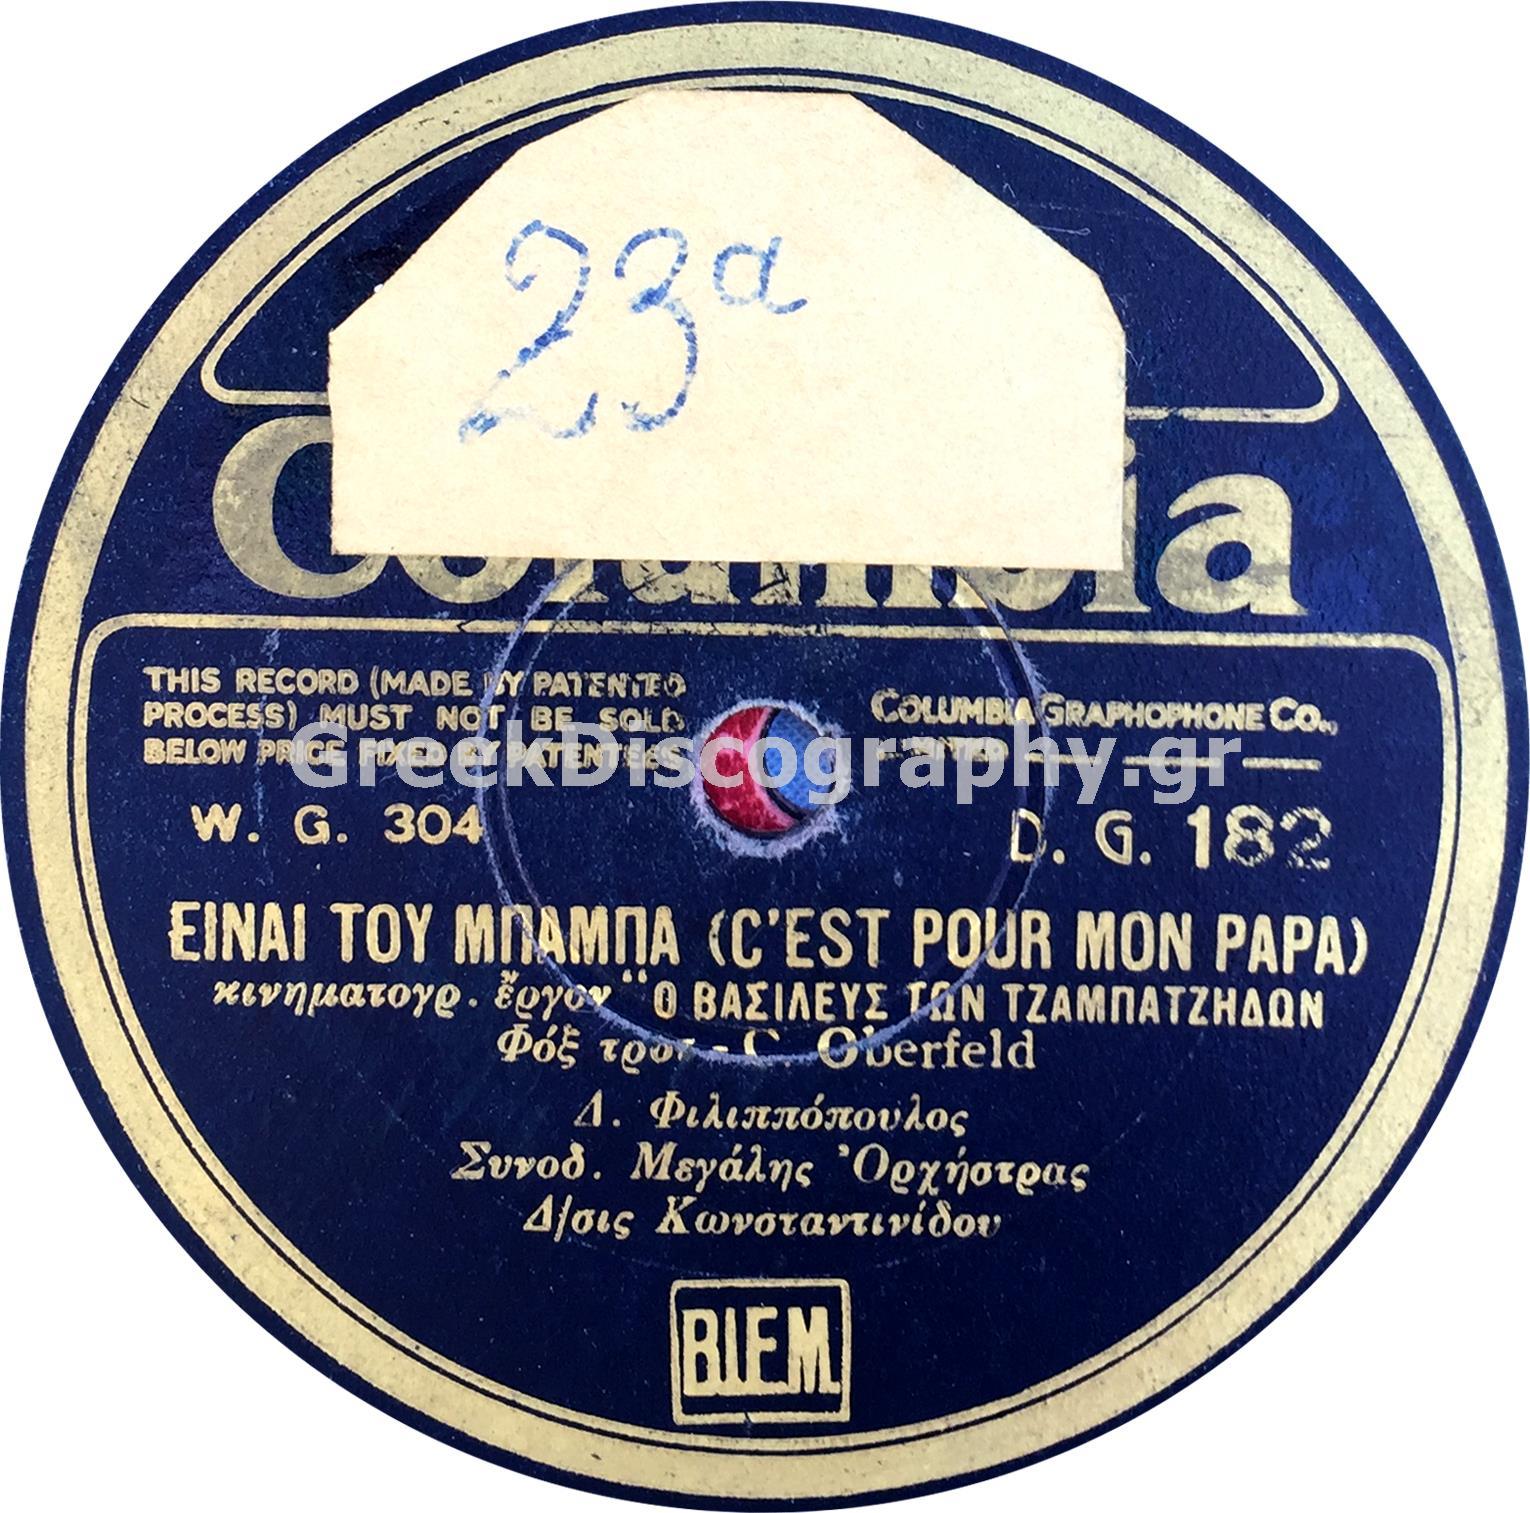 23a
Columbia
THIS RECORD (MADE BY PATENTED
PROCESS) MUST NOT BE SOLD
BELOW PRICE FIXED BY PATENTEES
COLUMBIA GRAPHOPHONE CO.,
LIMITED
GreekDiscography.gr
W. G. 304
D. G. 182
ΕΙΝΑΙ ΤΟΥ ΜΠΑΜΠΑ (C'EST POUR MON PAPA)
κινηματογρ. ἔργον "Ο ΒΑΣΙΛΕΥΣ ΤΩΝ ΤΖΑΜΠΑΤΖΗΔΩΝ
Φόξ τροτ - C. Oberfeld
Λ. Φιλιππόπουλος
Συνοδ. Μεγάλης Ὀρχήστρας
Δ/σις Κωνσταντινίδου
BIEM